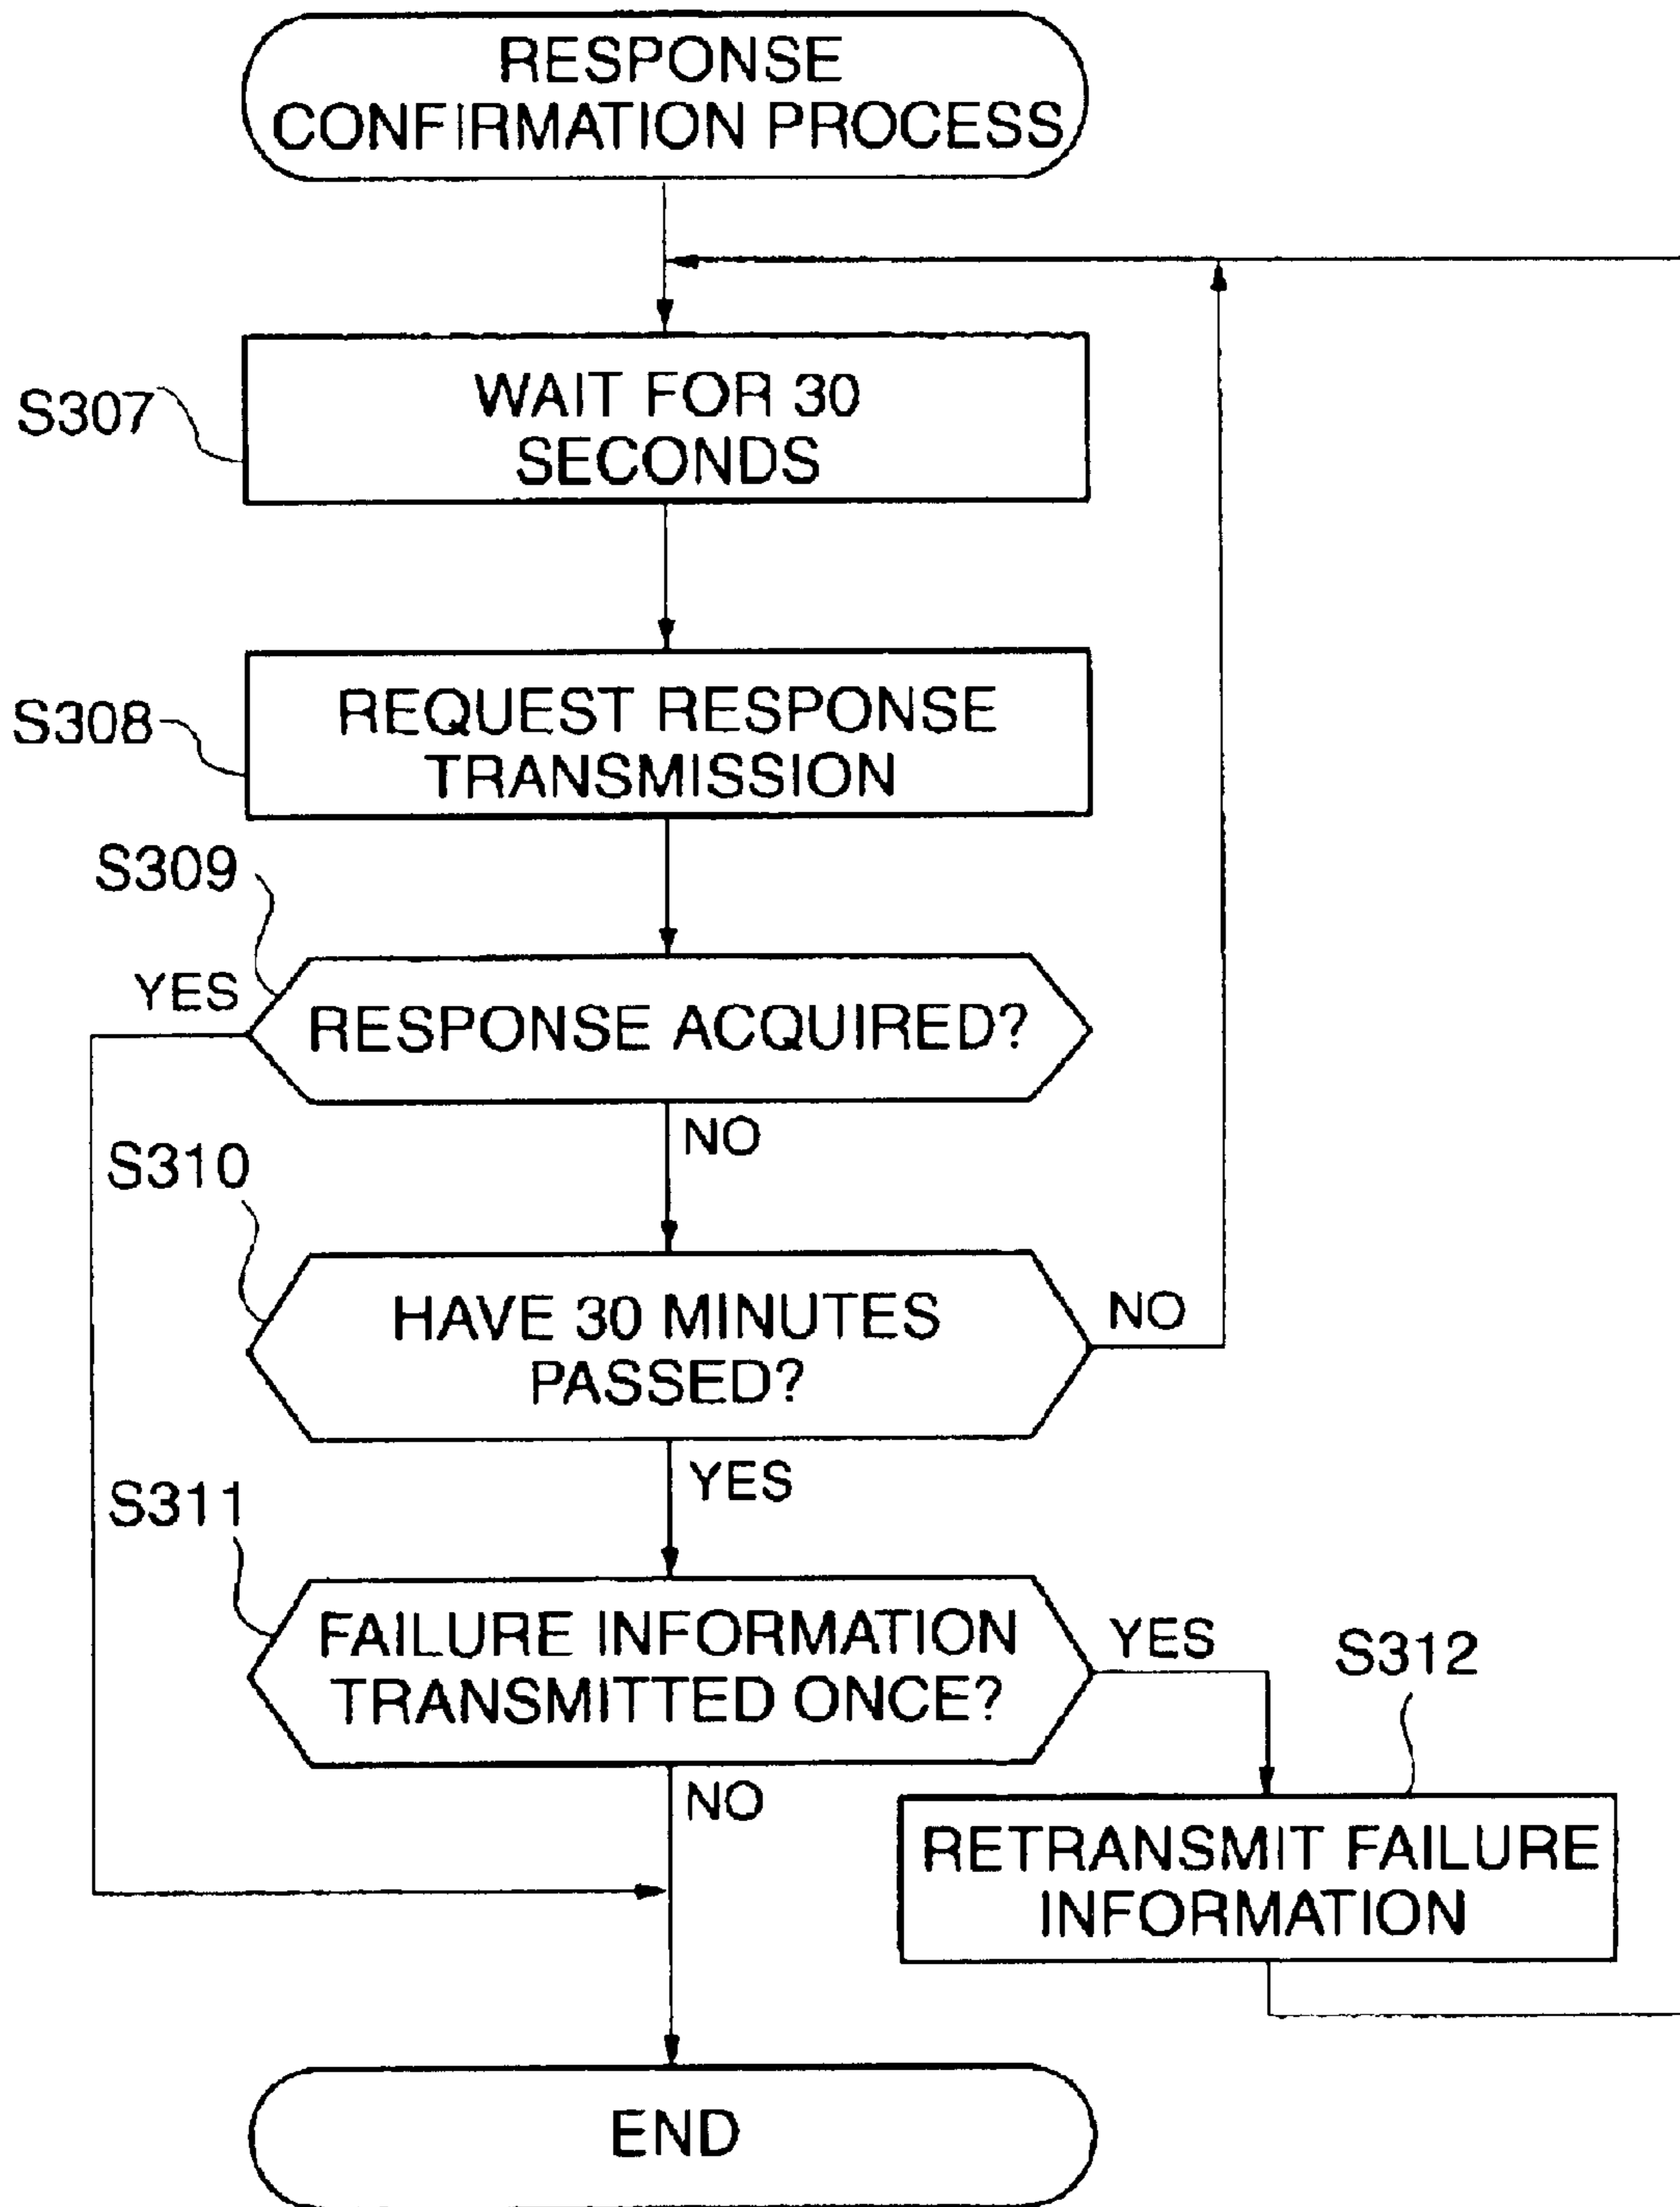 RESPONSE
CONFIRMATION PROCESS
S307
WAIT FOR 30
SECONDS
S308
REQUEST RESPONSE
TRANSMISSION
S309
YES
RESPONSE ACQUIRED?
NO
S310
HAVE 30 MINUTES
PASSED?
NO
YES
S311
FAILURE INFORMATION
TRANSMITTED ONCE?
YES
S312
NO
RETRANSMIT FAILURE
INFORMATION
END